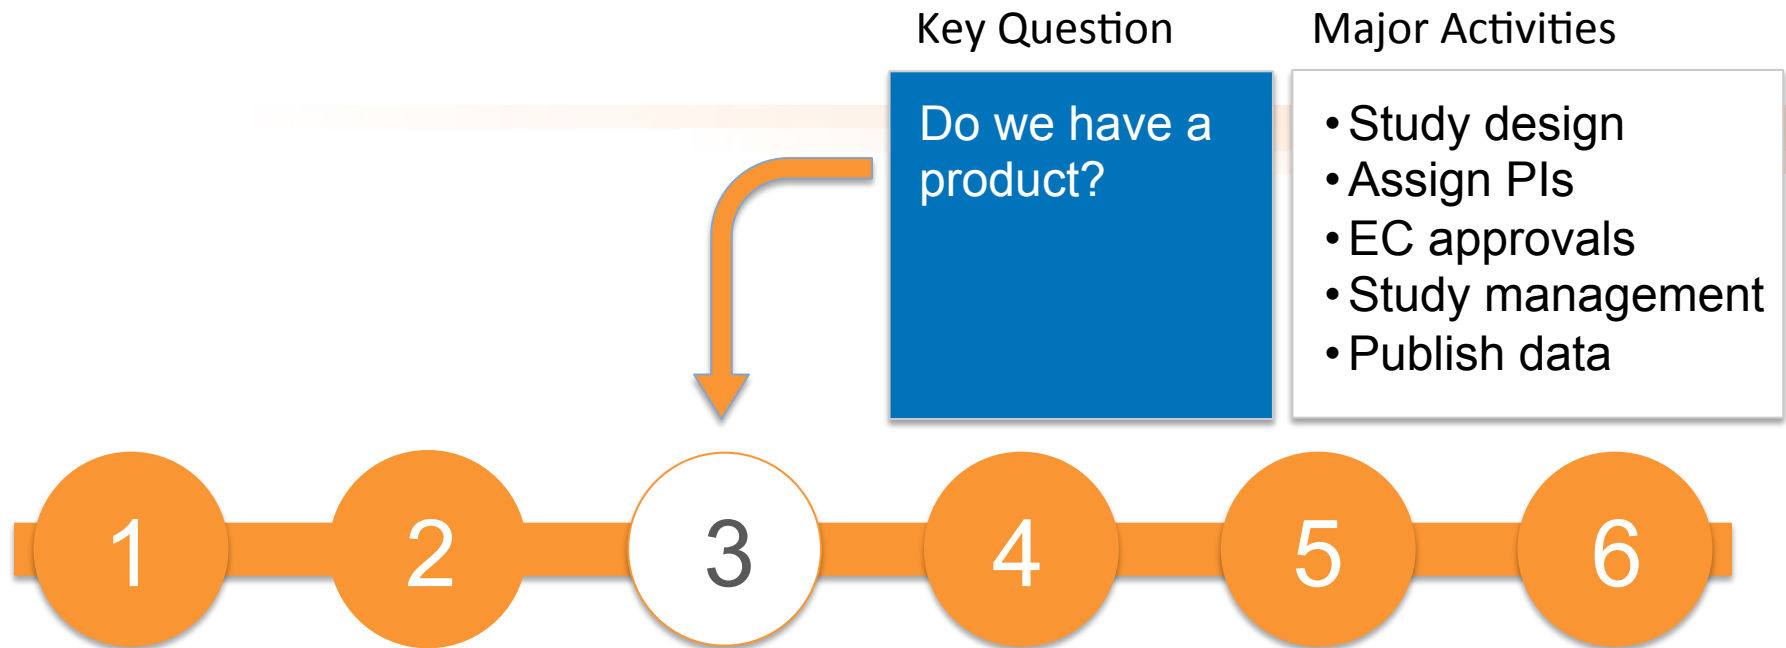 Key Question
Major Activities
Do we have a
product?
• Study design
• Assign PIs
• EC approvals
• Study management
• Publish data
1
2
3
4
5
6